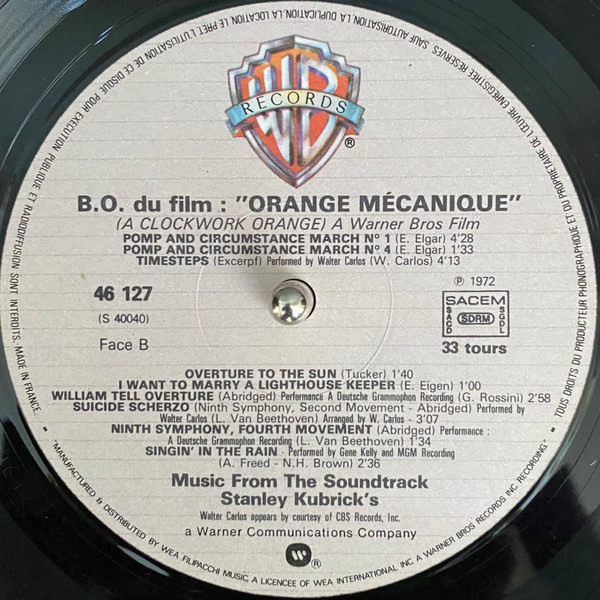 TOUS DROITS DU PRODUCTEUR PHONOGRAPHIQUE ET DU PROPRIETAIRE DE L'ŒUVRE ENREGISTREE RESERVES. SAUF AUTORISATION, LA DUPLICATION, LA LOCATION, LE PRET, L'UTILISATION DE CE DISQUE POUR EXECUTION PUBLIQUE ET RADIODIFFUSION SONT INTERDITS. MADE IN FRANCE.
WB
RECORDS
®
B.O. du film : "ORANGE MÉCANIQUE"
(A CLOCKWORK ORANGE) A Warner Bros Film
POMP AND CIRCUMSTANCE MARCH Nº 1 (E. Elgar) 4'28
POMP AND CIRCUMSTANCE MARCH Nº 4 (E. Elgar) 1'33
TIMESTEPS (Excerpf) Performed by Walter Carlos (W. Carlos) 4'13
46 127
℗ 1972
(S 40040)
SACEM
SACD
SDRM
SGDL
Face B
33 tours
OVERTURE TO THE SUN (Tucker) 1'40
I WANT TO MARRY A LIGHTHOUSE KEEPER (E. Eigen) 1'00
WILLIAM TELL OVERTURE (Abridged) Performance A Deutsche Grammophon Recording (G. Rossini) 2'58
SUICIDE SCHERZO (Ninth Symphony, Second Movement - Abridged) Performed by
Walter Carlos (L. Van Beethoven) Arranged by W. Carlos - 3'07
NINTH SYMPHONY, FOURTH MOVEMENT (Abridged) Performance :
A Deutsche Grammophon Recording (L. Van Beethoven) 1'34
SINGIN' IN THE RAIN - Performed by Gene Kelly and MGM Recording
(A. Freed - N.H. Brown) 2'36
Music From The Soundtrack
Stanley Kubrick's
Walter Carlos appears by courtesy of CBS Records, Inc.
a Warner Communications Company
W ®
"MANUFACTURED & DISTRIBUTED BY WEA FILIPACCHI MUSIC, A LICENCEE OF WEA INTERNATIONAL INC A WARNER BROS RECORDS INC RECORDING"